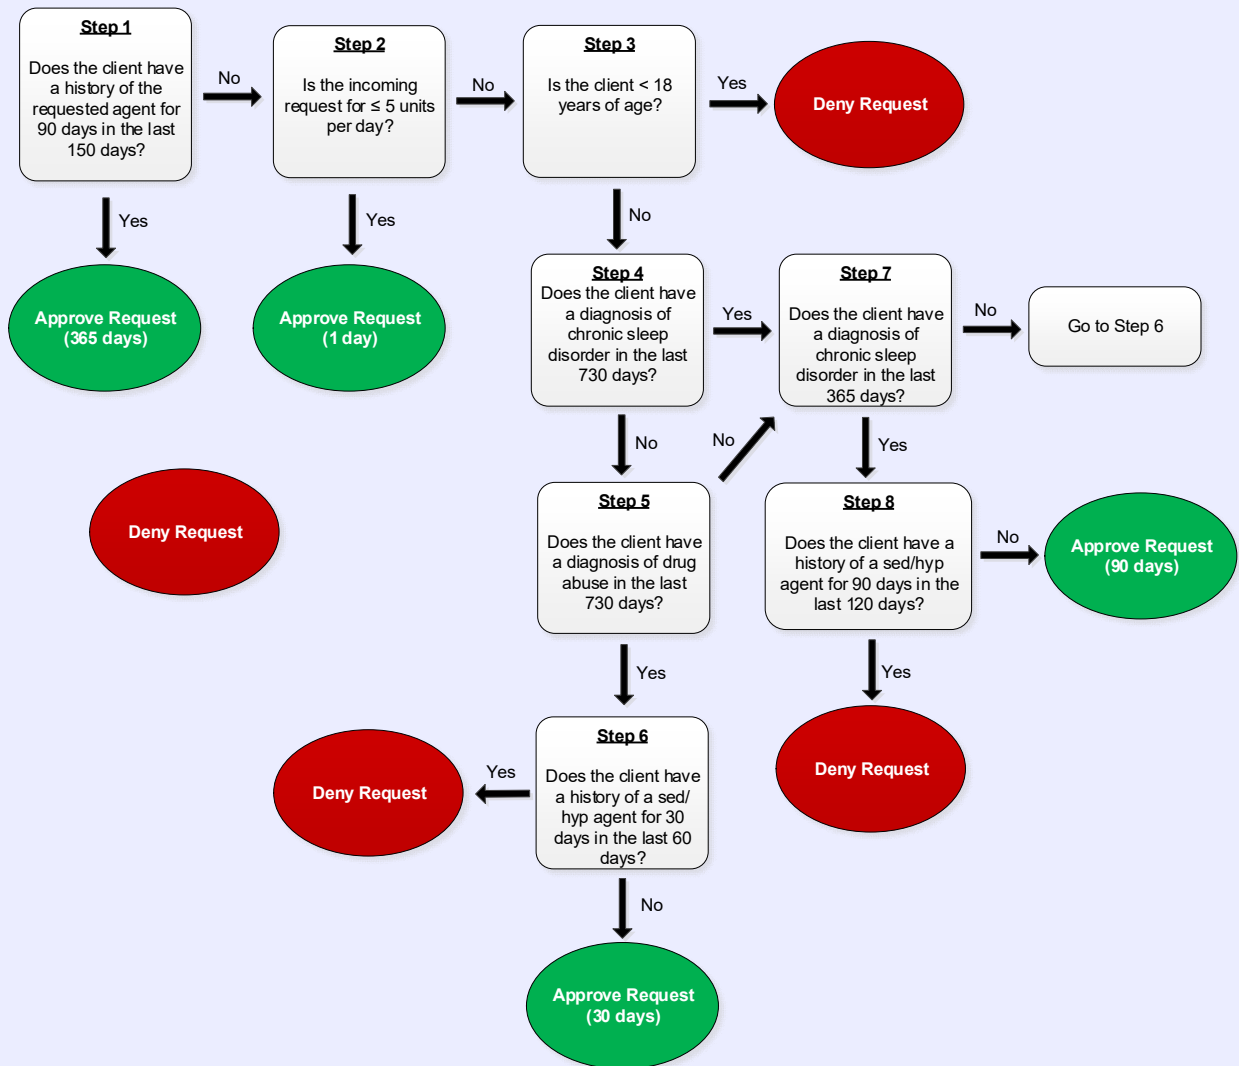 Step 1
Does the client have
a history of the
requested agent for
90 days in the last
150 days?
No
Yes
Approve Request
(365 days)
Step 2
Is the incoming
request for ≤ 5 units
per day?
No
Yes
Approve Request
(1 day)
Step 3
Is the client < 18
years of age?
Yes
Deny Request
No
Step 4
Does the client have
a diagnosis of
chronic sleep
disorder in the last
730 days?
Yes
No
Step 7
Does the client have
a diagnosis of
chronic sleep
disorder in the last
365 days?
No
Go to Step 6
Yes
No
Deny Request
Step 5
Does the client have
a diagnosis of drug
abuse in the last
730 days?
Yes
Step 8
Does the client have a
history of a sed/hyp
agent for 90 days in the
last 120 days?
No
Approve Request
(90 days)
Yes
Deny Request
Step 6
Does the client have
a history of a sed/
hyp agent for 30
days in the last 60
days?
Yes
Deny Request
No
Approve Request
(30 days)